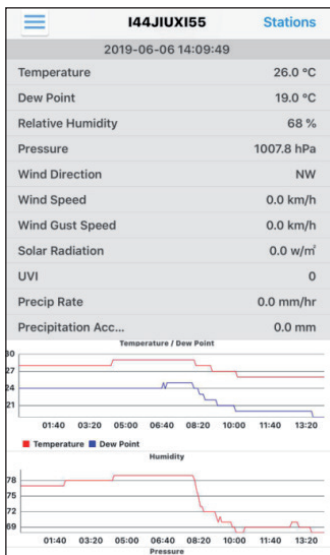 I44JIUXI55 Stations
2019-06-06 14:09:49
Temperature 26.0 °C
Dew Point 19.0 °C
Relative Humidity 68 %
Pressure 1007.8 hPa
Wind Direction NW
Wind Speed 0.0 km/h
Wind Gust Speed 0.0 km/h
Solar Radiation 0.0 w/㎡
UVI 0
Precip Rate 0.0 mm/hr
Precipitation Acc... 0.0 mm
Temperature / Dew Point
30
27
24
21
01:40 03:20 05:00 06:40 08:20 10:00 11:40 13:20
Temperature Dew Point
Humidity
78
75
72
69
01:40 03:20 05:00 06:40 08:20 10:00 11:40 13:20
Pressure